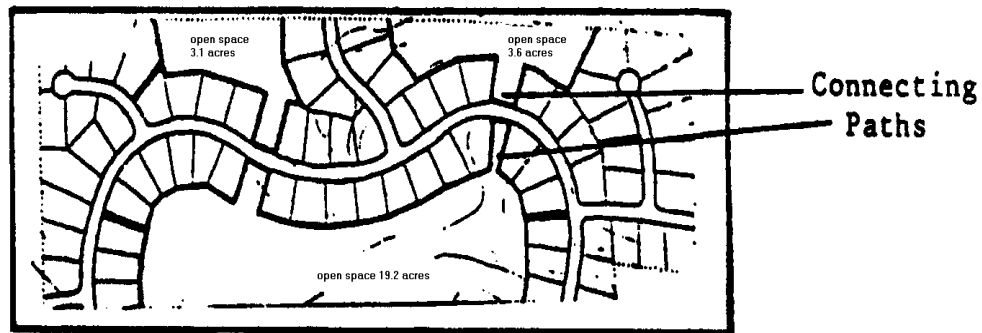 open space
3.1 acres
open space
3.6 acres
Connecting
Paths
open space 19.2 acres